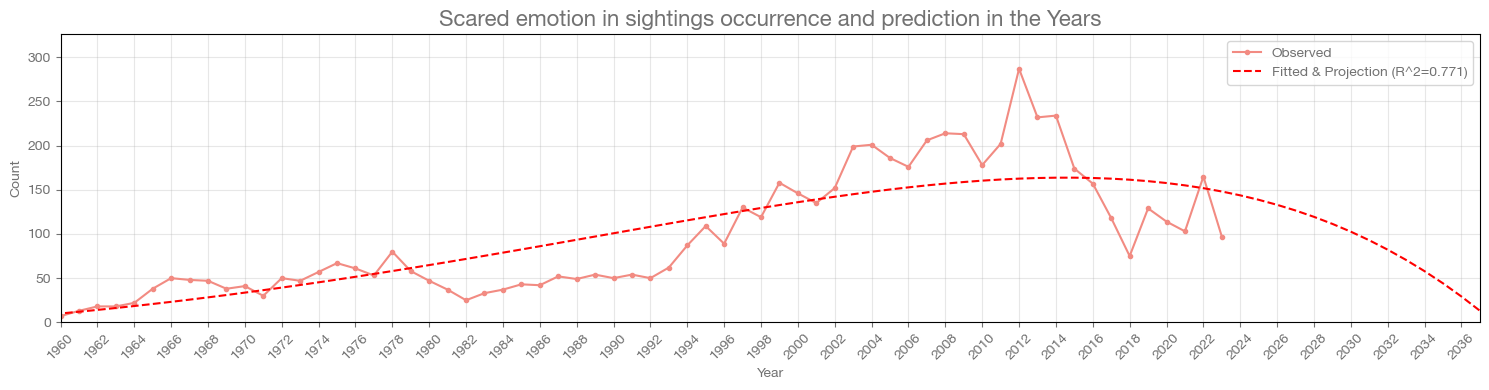 Scared emotion in sightings occurrence and prediction in the Years
300
250
200
150
100
50
0
Count
Observed
Fitted & Projection (R^2=0.771)
1960 1962 1964 1966 1968 1970 1972 1974 1976 1978 1980 1982 1984 1986 1988 1990 1992 1994 1996 1998 2000 2002 2004 2006 2008 2010 2012 2014 2016 2018 2020 2022 2024 2026 2028 2030 2032 2034 2036
Year